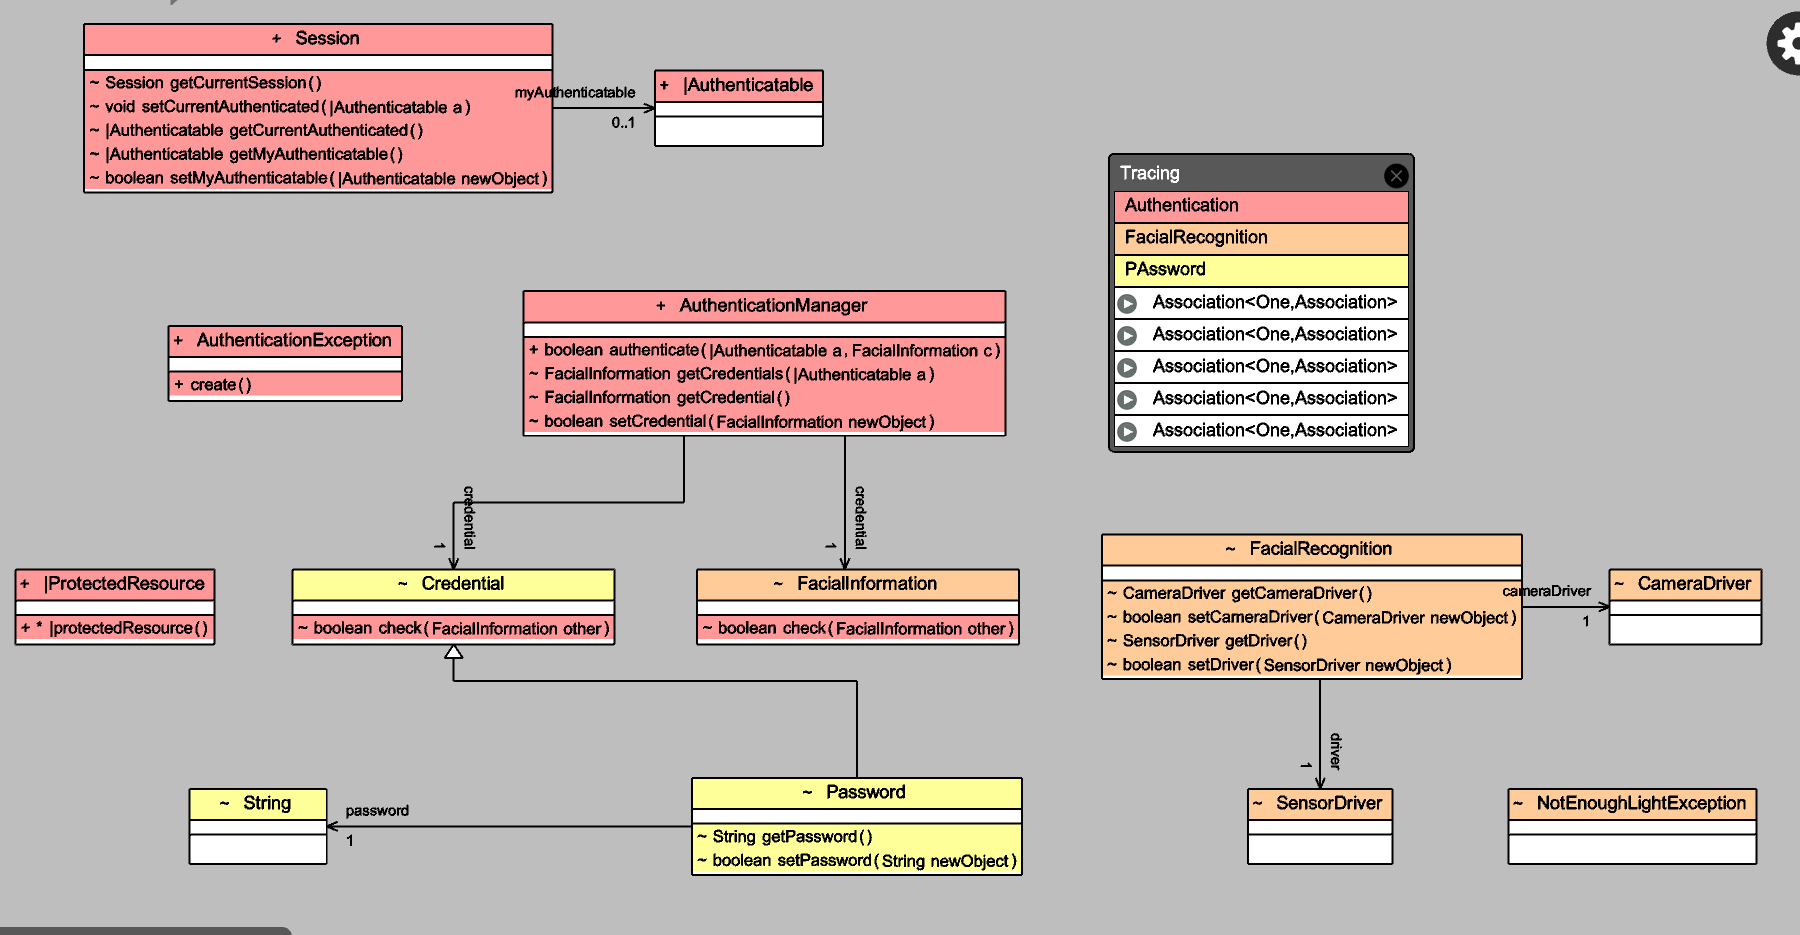 + Session
~ Session getCurrentSession()
~ void setCurrentAuthenticated(|Authenticatable a)
~ |Authenticatable getCurrentAuthenticated()
~ |Authenticatable getMyAuthenticatable()
~ boolean setMyAuthenticatable(|Authenticatable newObject)
myAuthenticatable
0..1
+ |Authenticatable
Tracing
Authentication
FacialRecognition
PAssword
Association<One,Association>
Association<One,Association>
Association<One,Association>
Association<One,Association>
Association<One,Association>
+ AuthenticationException
+ create()
+ AuthenticationManager
+ boolean authenticate(|Authenticatable a,FacialInformation c)
~ FacialInformation getCredentials(|Authenticatable a)
~ FacialInformation getCredential()
~ boolean setCredential(FacialInformation newObject)
credential
1
credential
1
+ |ProtectedResource
+ * |protectedResource()
~ Credential
~ boolean check(FacialInformation other)
~ FacialInformation
~ boolean check(FacialInformation other)
~ FacialRecognition
~ CameraDriver getCameraDriver()
~ boolean setCameraDriver(CameraDriver newObject)
~ SensorDriver getDriver()
~ boolean setDriver(SensorDriver newObject)
cameraDriver
1
~ CameraDriver
driver
1
~ String
password
1
~ Password
~ String getPassword()
~ boolean setPassword(String newObject)
~ SensorDriver
~ NotEnoughLightException